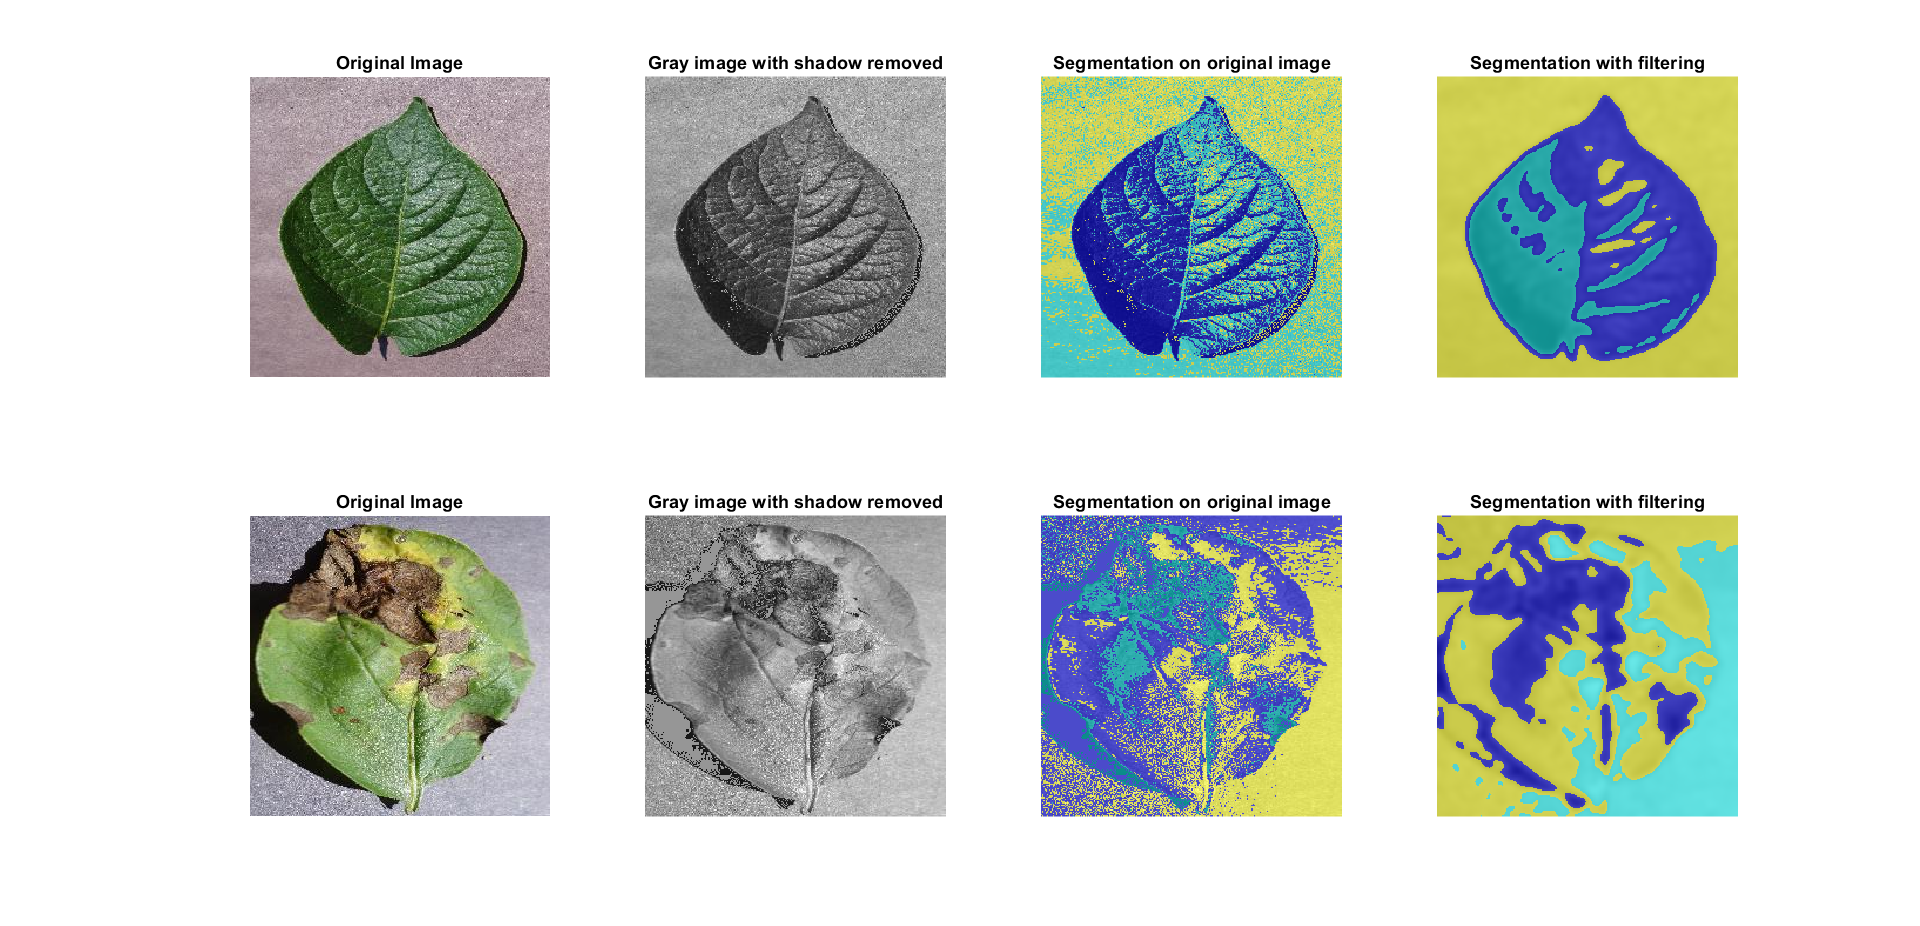 Original Image
Gray image with shadow removed
Segmentation on original image
Segmentation with filtering
Original Image
Gray image with shadow removed
Segmentation on original image
Segmentation with filtering